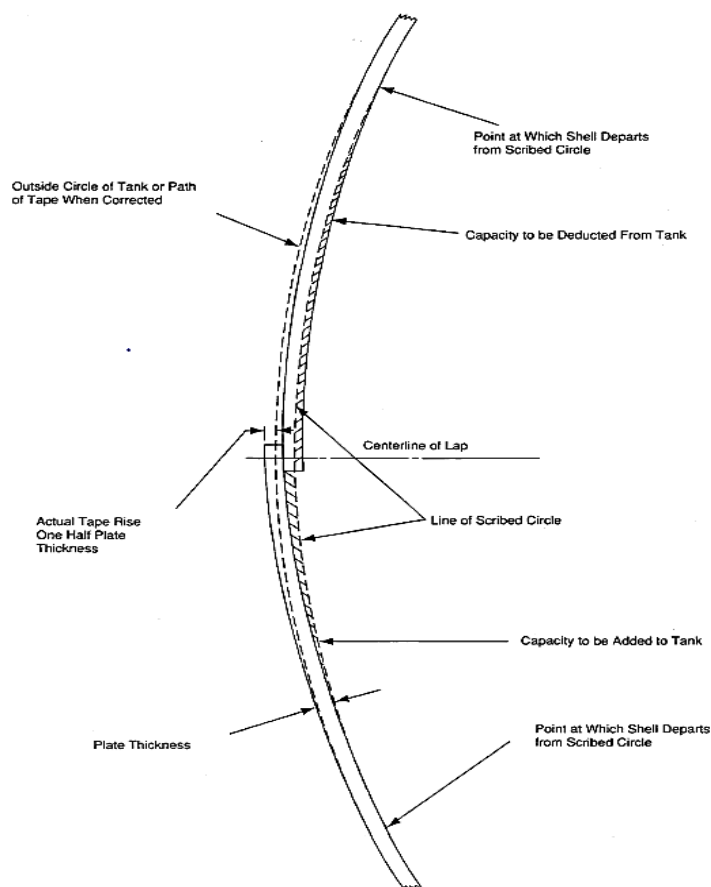 Point at Which Shell Departs
from Scribed Circle
Outside Circle of Tank or Path
of Tape When Corrected
Capacity to be Deducted From Tank
Centerline of Lap
Actual Tape Rise
One Half Plate
Thickness
Line of Scribed Circle
Capacity to be Added to Tank
Plate Thickness
Point at Which Shell Departs
from Scribed Circle